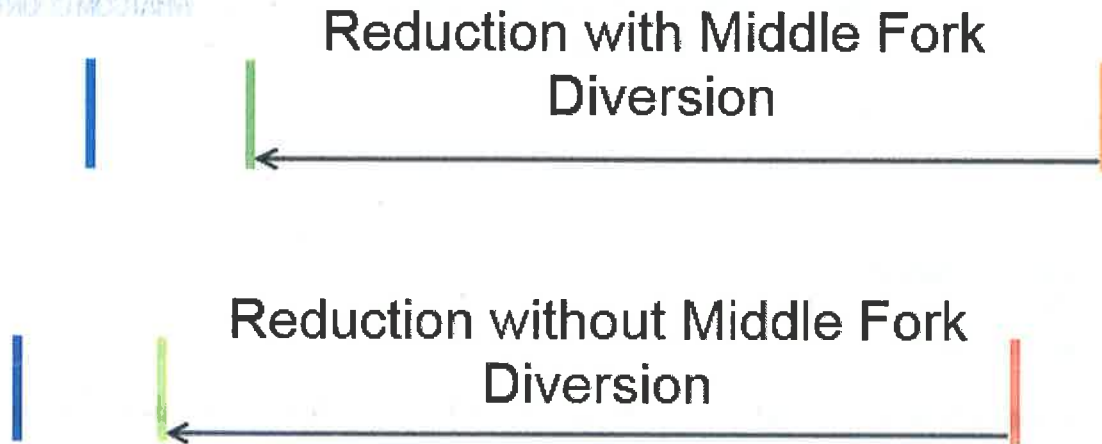 Reduction with Middle Fork
Diversion
Reduction without Middle Fork
Diversion